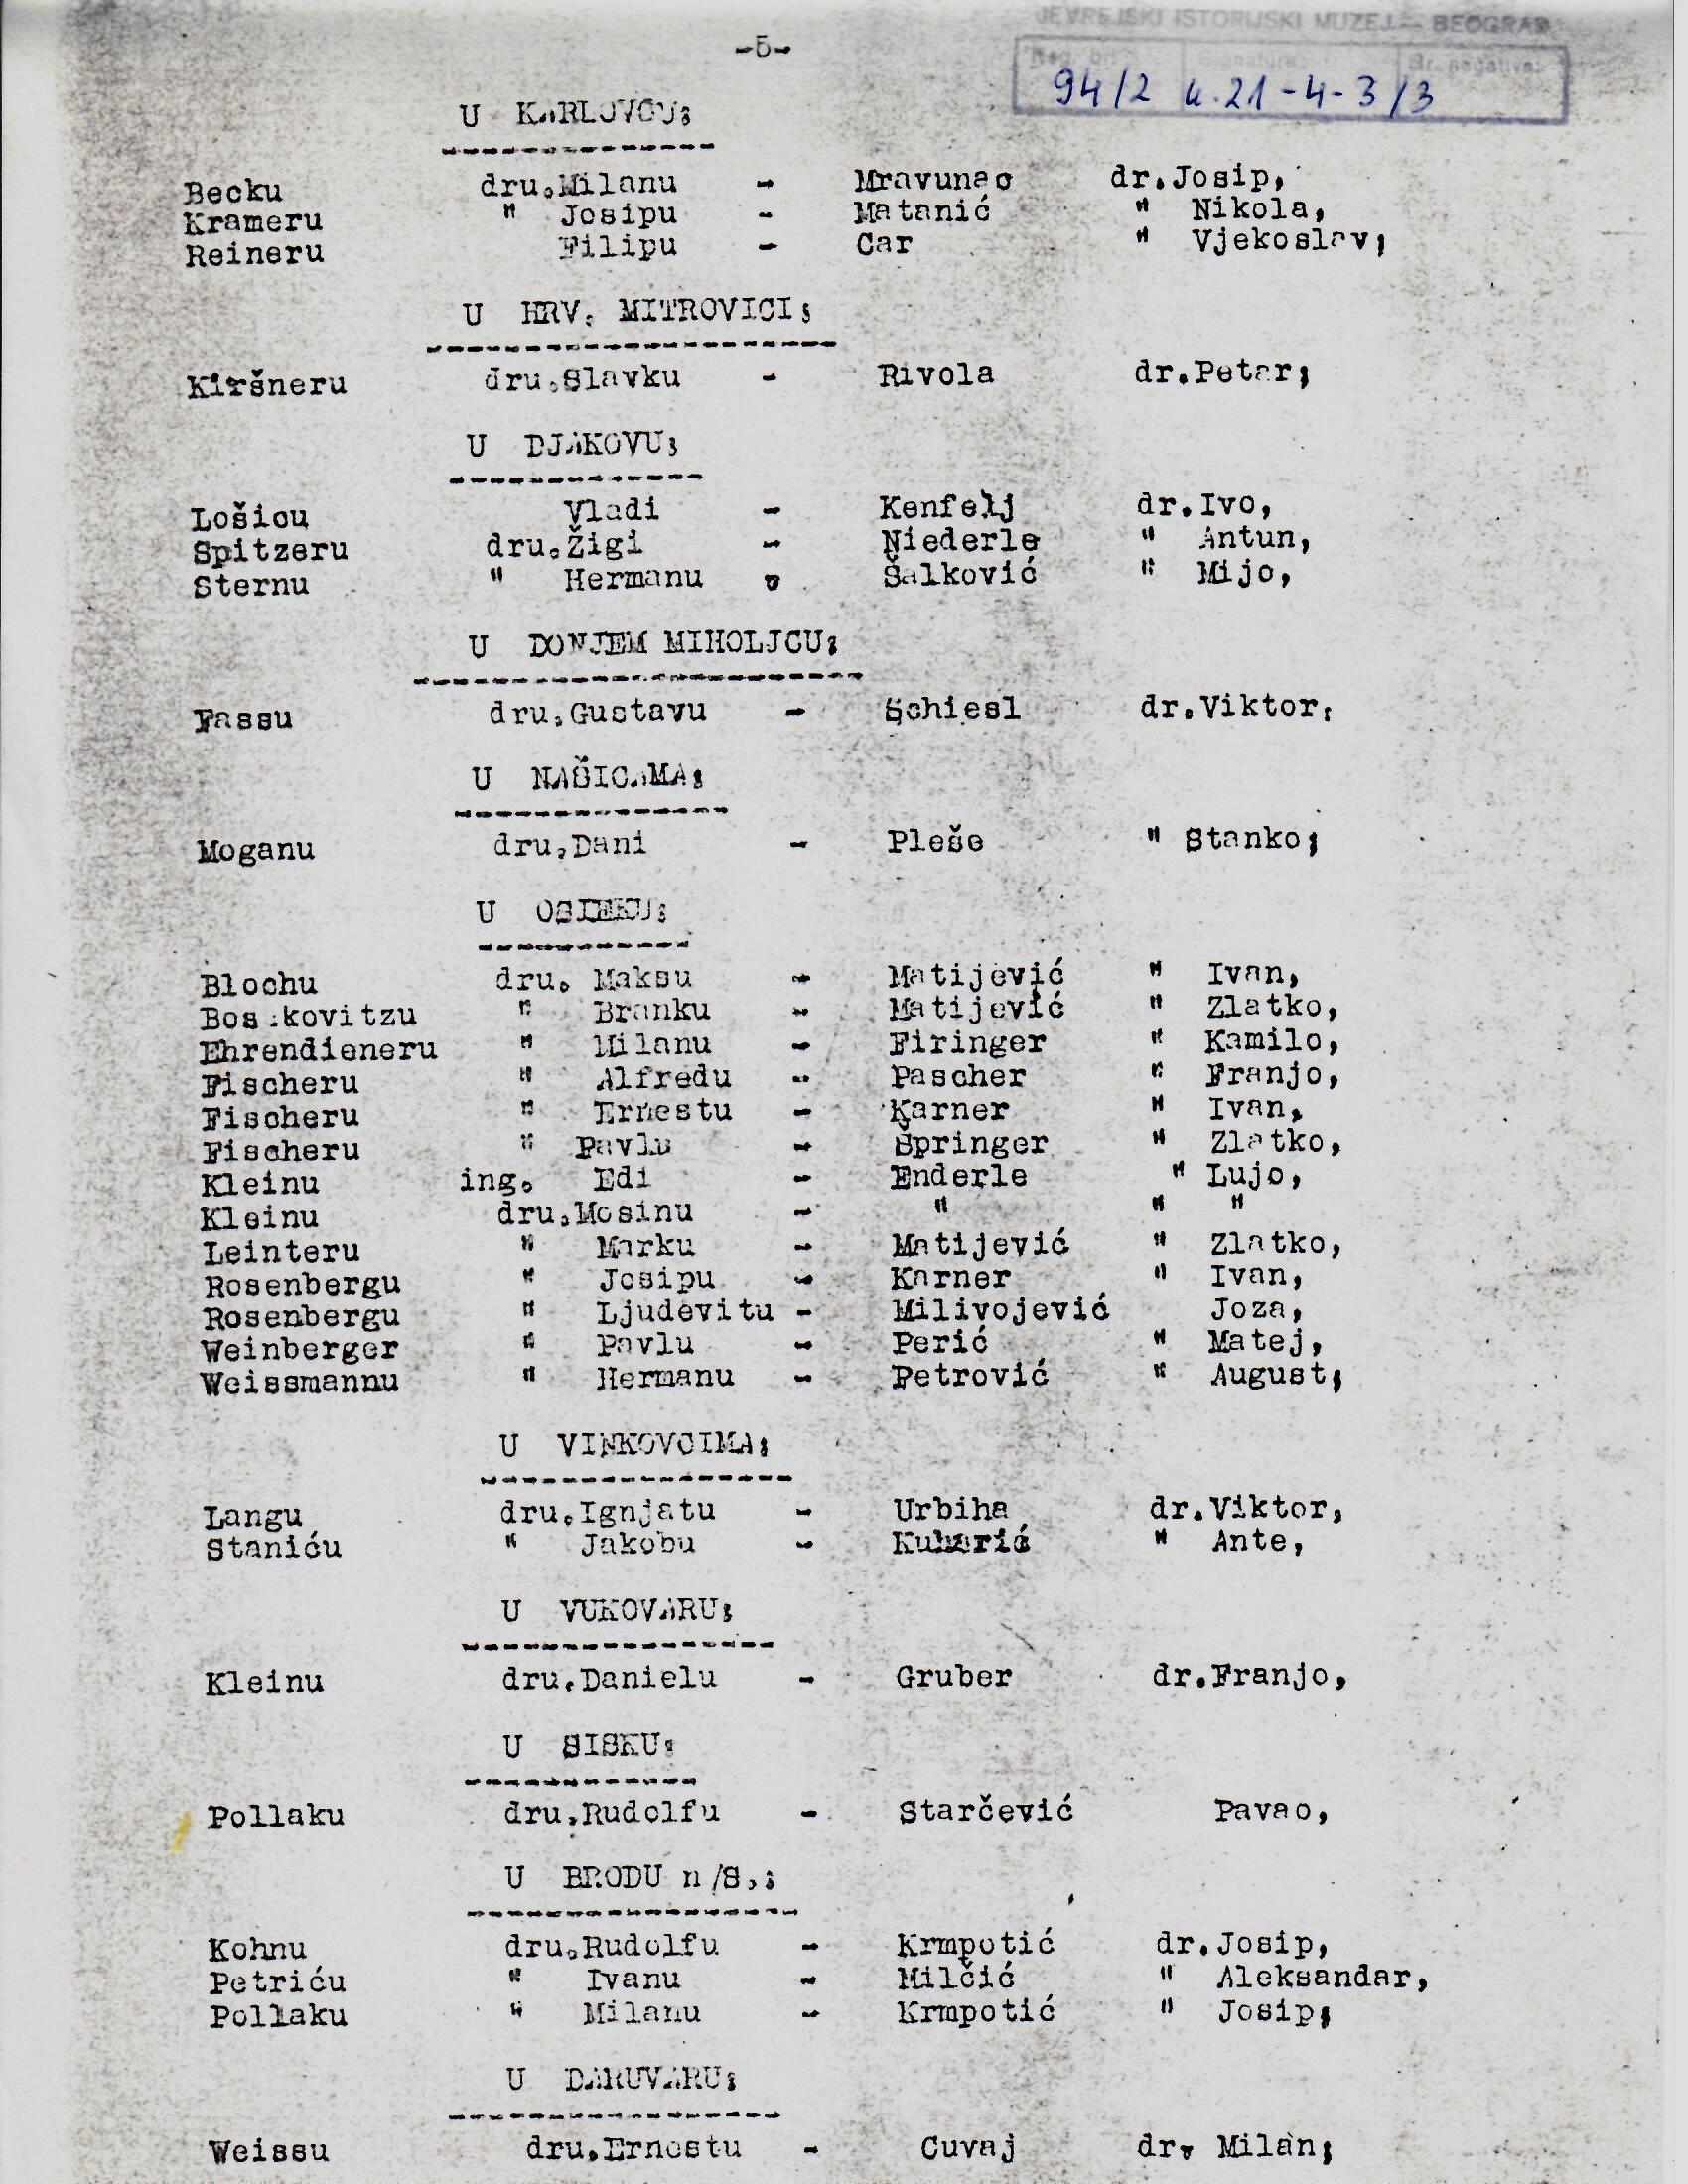 JEVREJSKI ISTORIJSKI MUZEJ — BEOGRAD
-5-
Reg. br. Signatura: Br. negativa:
94/2 k.21-4-3/3
U KARLOVCU:
Becku dru.Milanu - Mravunac dr.Josip,
Krameru " Josipu - Matanić " Nikola,
Reineru Filipu - Car " Vjekoslav;
U HRV. MITROVICI:
Kiršneru dru.Slavku - Rivola dr.Petar;
U DJAKOVU:
Lošicu Vladi - Kenfelj dr.Ivo,
Spitzeru dru.Žigi - Niederle " Antun,
Sternu " Hermanu - Šalković " Mijo,
U DONJEM MIHOLJCU:
Fassu dru.Gustavu - Schiesl dr.Viktor.
U NAŠICAMA:
Moganu dru.Dani - Pleše " Stanko;
U OSIEKU:
Blochu dru. Maksu - Matijević " Ivan,
Boskovitzu " Branku - Matijević " Zlatko,
Ehrendieneru " Milanu - Firinger " Kamilo,
Fischeru " Alfredu - Pascher " Franjo,
Fischeru " Ernestu - Karner " Ivan,
Fischeru " Pavlu - Springer " Zlatko,
Kleinu ing. Edi - Enderle " Lujo,
Kleinu dru.Mosinu - " " "
Leinteru " Marku - Matijević " Zlatko,
Rosenbergu " Josipu - Karner " Ivan,
Rosenbergu " Ljudevitu - Milivojević Joza,
Weinberger " Pavlu - Perić " Matej,
Weissmannu " Hermanu - Petrović " August;
U VINKOVCIMA:
Langu dru.Ignjatu - Urbiha dr.Viktor,
Staniću " Jakobu - Kuharić " Ante,
U VUKOVARU:
Kleinu dru.Danielu - Gruber dr.Franjo,
U SISKU:
Pollaku dru.Rudolfu - Starčević Pavao,
U BRODU n/S.:
Kohnu dru.Rudolfu - Krmpotić dr.Josip,
Petriću " Ivanu - Milčić " Aleksandar,
Pollaku " Milanu - Krmpotić " Josip;
U DARUVARU:
Weissu dru.Ernestu - Cuvaj dr. Milan;